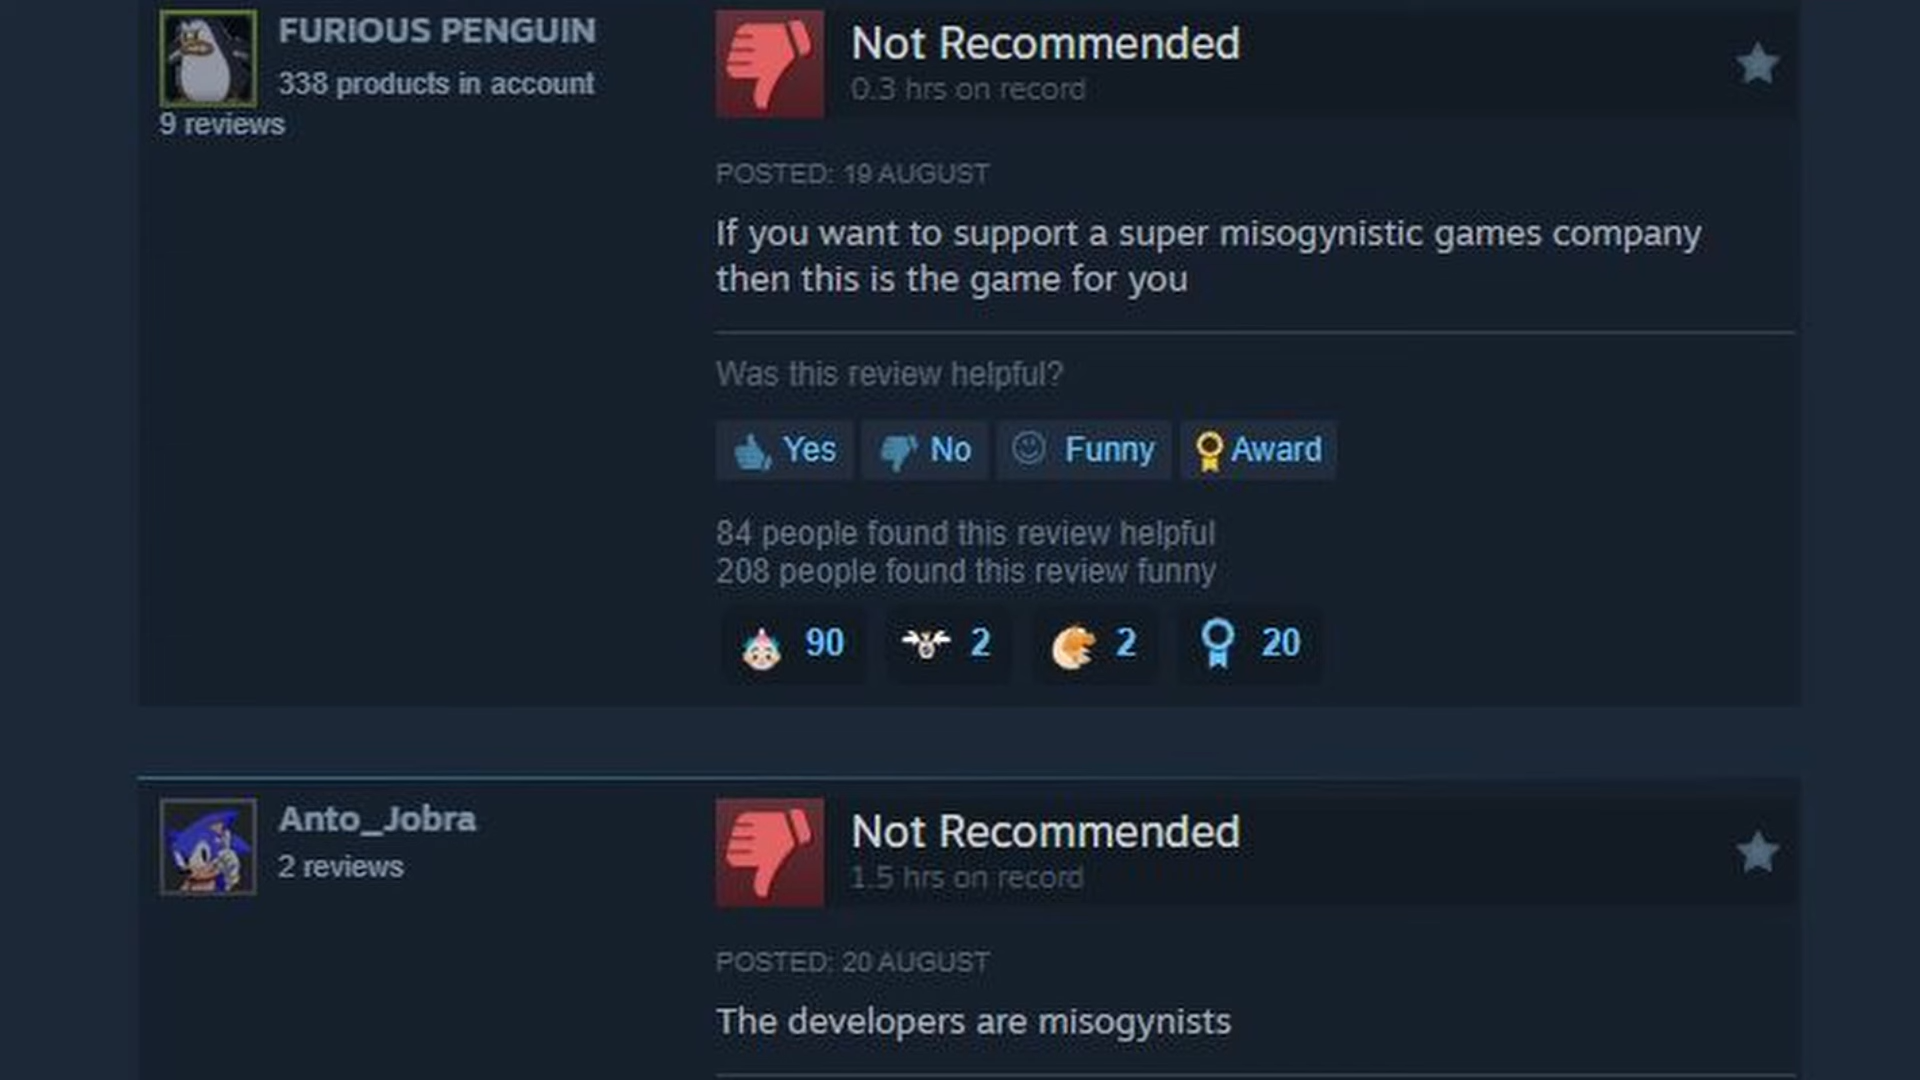 FURIOUS PENGUIN
338 products in account
9 reviews
Not Recommended
0.3 hrs on record
POSTED: 19 AUGUST
If you want to support a super misogynistic games company
then this is the game for you
Was this review helpful?
Yes No Funny Award
84 people found this review helpful
208 people found this review funny
90 2 2 20
Anto_Jobra
2 reviews
Not Recommended
1.5 hrs on record
POSTED: 20 AUGUST
The developers are misogynists